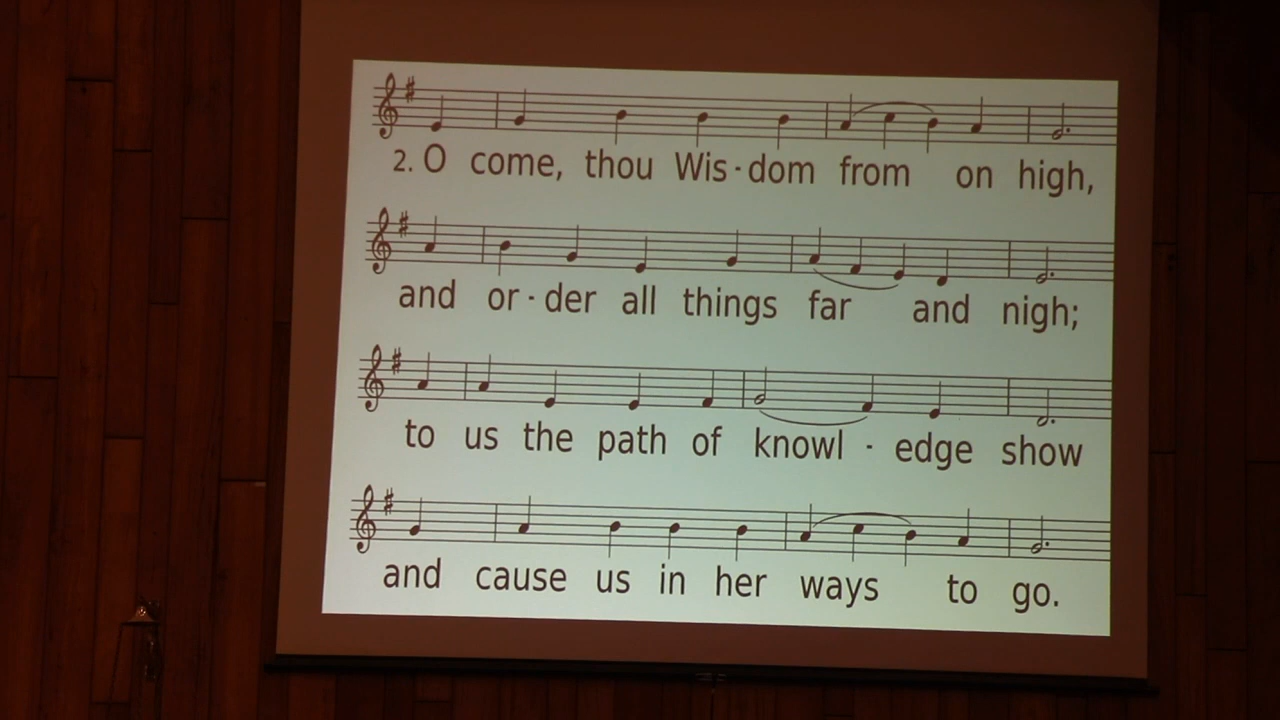 2. O come, thou Wis - dom from on high,
and or - der all things far and nigh;
to us the path of knowl - edge show
and cause us in her ways to go.